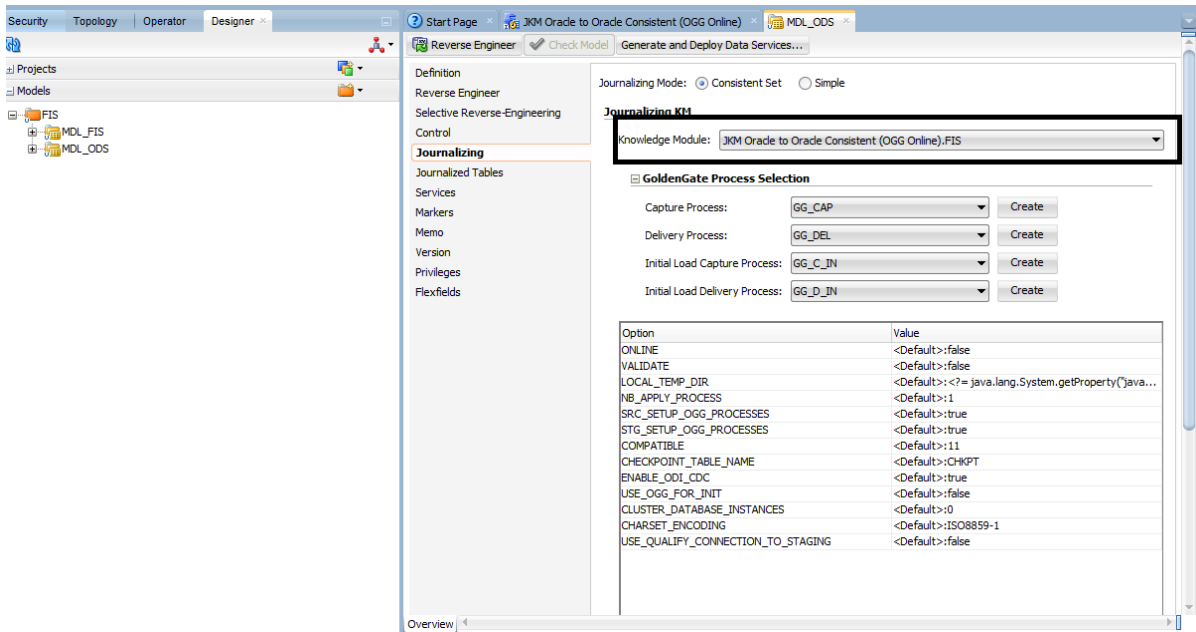 Security Topology Operator Designer
Start Page JKM Oracle to Oracle Consistent (OGG Online) MDL_ODS
Reverse Engineer Check Model Generate and Deploy Data Services...
Projects
Models
FIS
MDL_FIS
MDL_ODS
Definition
Reverse Engineer
Selective Reverse-Engineering
Control
Journalizing
Journalized Tables
Services
Markers
Memo
Version
Privileges
Flexfields
Journalizing Mode: Consistent Set Simple
Journalizing KM
Knowledge Module: JKM Oracle to Oracle Consistent (OGG Online).FIS
GoldenGate Process Selection
Capture Process: GG_CAP Create
Delivery Process: GG_DEL Create
Initial Load Capture Process: GG_C_IN Create
Initial Load Delivery Process: GG_D_IN Create
Option Value
ONLINE <Default>:false
VALIDATE <Default>:false
LOCAL_TEMP_DIR <Default>:<?= java.lang.System.getProperty("java...
NB_APPLY_PROCESS <Default>:1
SRC_SETUP_OGG_PROCESSES <Default>:true
STG_SETUP_OGG_PROCESSES <Default>:true
COMPATIBLE <Default>:11
CHECKPOINT_TABLE_NAME <Default>:CHKPT
ENABLE_ODI_CDC <Default>:true
USE_OGG_FOR_INIT <Default>:false
CLUSTER_DATABASE_INSTANCES <Default>:0
CHARSET_ENCODING <Default>:ISO8859-1
USE_QUALIFY_CONNECTION_TO_STAGING <Default>:false
Overview